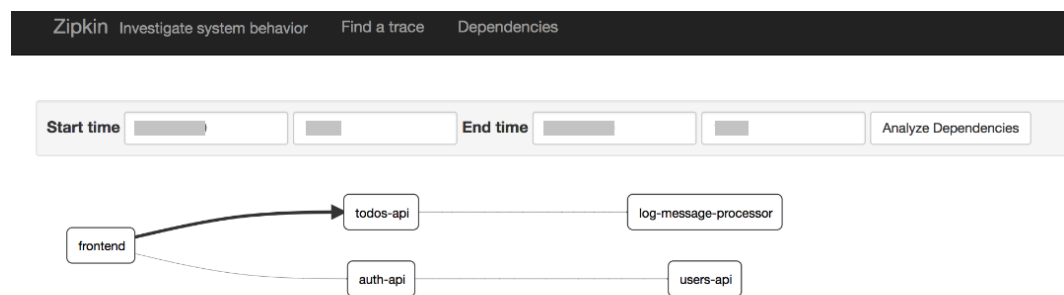 Zipkin Investigate system behavior Find a trace Dependencies
Start time End time Analyze Dependencies
todos-api log-message-processor
frontend
auth-api users-api